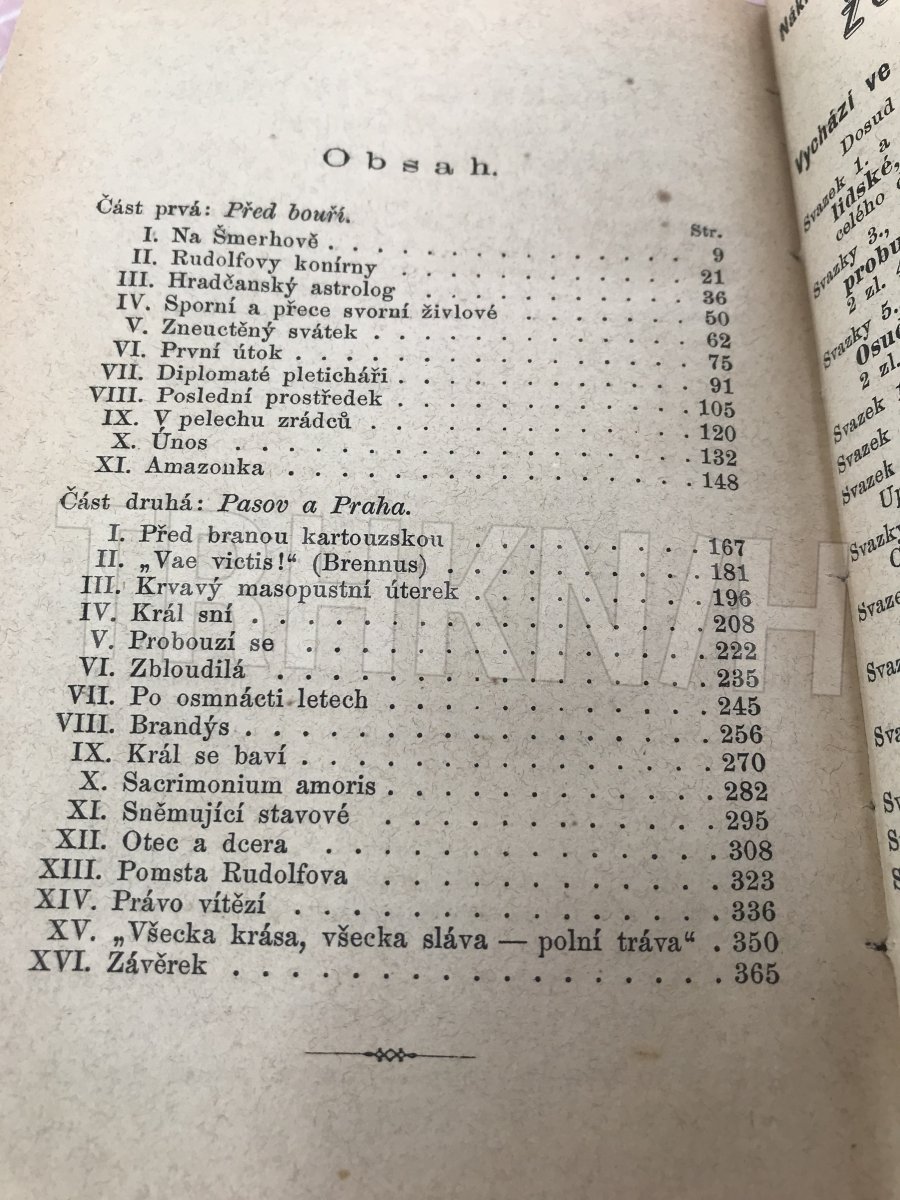 Obsah.
Část prvá: Před bouří.
Str.
I. Na Šmerhově . . . . . . . . . . . . . . 9
II. Rudolfovy konírny . . . . . . . . . . . . 21
III. Hradčanský astrolog . . . . . . . . . . . 36
IV. Sporní a přece svorní živlové . . . . . . . . 50
V. Zneuctěný svátek . . . . . . . . . . . . . 62
VI. První útok . . . . . . . . . . . . . . . 75
VII. Diplomaté pleticháři . . . . . . . . . . . . 91
VIII. Poslední prostředek . . . . . . . . . . . . 105
IX. V pelechu zrádců . . . . . . . . . . . . . 120
X. Únos . . . . . . . . . . . . . . . . . 132
XI. Amazonka . . . . . . . . . . . . . . . 148
Část druhá: Pasov a Praha.
I. Před branou kartouzskou . . . . . . . . . . 167
II. „Vae victis!“ (Brennus) . . . . . . . . . . . 181
III. Krvavý masopustní úterek . . . . . . . . . . 196
IV. Král sní . . . . . . . . . . . . . . . . 208
V. Probouzí se . . . . . . . . . . . . . . 222
VI. Zbloudilá . . . . . . . . . . . . . . . 235
VII. Po osmnácti letech . . . . . . . . . . . . 245
VIII. Brandýs . . . . . . . . . . . . . . . . 256
IX. Král se baví . . . . . . . . . . . . . . 270
X. Sacrimonium amoris . . . . . . . . . . . . 282
XI. Sněmující stavové . . . . . . . . . . . . 295
XII. Otec a dcera . . . . . . . . . . . . . . 308
XIII. Pomsta Rudolfova . . . . . . . . . . . . 323
XIV. Právo vítězí . . . . . . . . . . . . . . 336
XV. „Všecka krása, všecka sláva — polní tráva“ . 350
XVI. Závěrek . . . . . . . . . . . . . . . . 365
TRHKNIH
Vychází ve
Dosud
Svazek 1. a
lidské,
celého
Svazky 3.,
2 zl.
Svazky 5.,
2 zl.
Svazek
Svazek
Svazek
Svazky